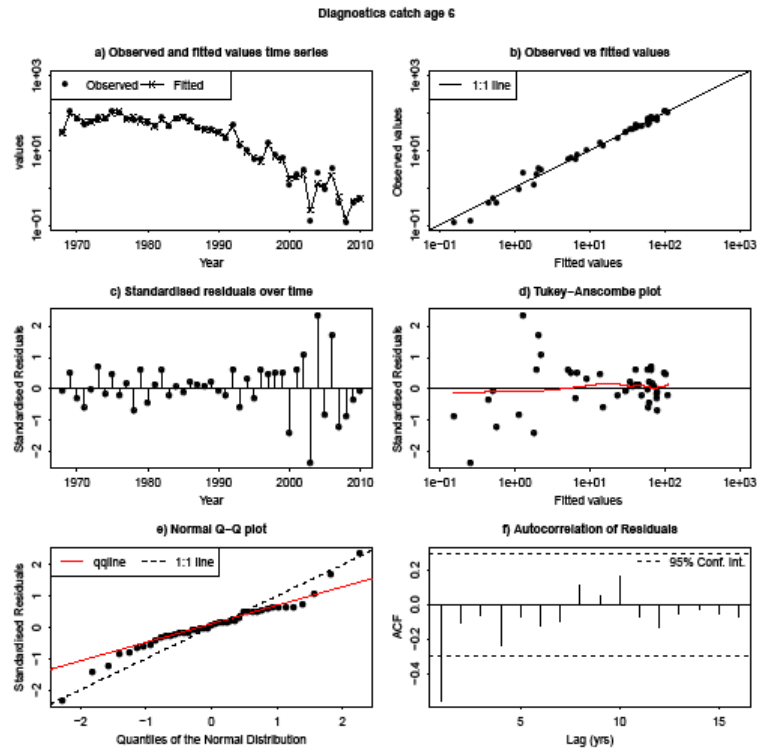 Diagnostics catch age 6
a) Observed and fitted values time series
Observed Fitted
values
1e−01 1e+01 1e+03
1970 1980 1990 2000 2010
Year
b) Observed vs fitted values
1:1 line
Observed values
1e−01 1e+01 1e+03
1e−01 1e+00 1e+01 1e+02 1e+03
Fitted values
c) Standardised residuals over time
Standardised Residuals
−2 −1 0 1 2
1970 1980 1990 2000 2010
Year
d) Tukey−Anscombe plot
Standardised Residuals
−2 −1 0 1 2
1e−01 1e+00 1e+01 1e+02 1e+03
Fitted values
e) Normal Q−Q plot
qqline 1:1 line
Standardised Residuals
−2 −1 0 1 2
−2 −1 0 1 2
Quantiles of the Normal Distribution
f) Autocorrelation of Residuals
95% Conf. Int.
ACF
−0.4 −0.2 0.0 0.2
5 10 15
Lag (yrs)